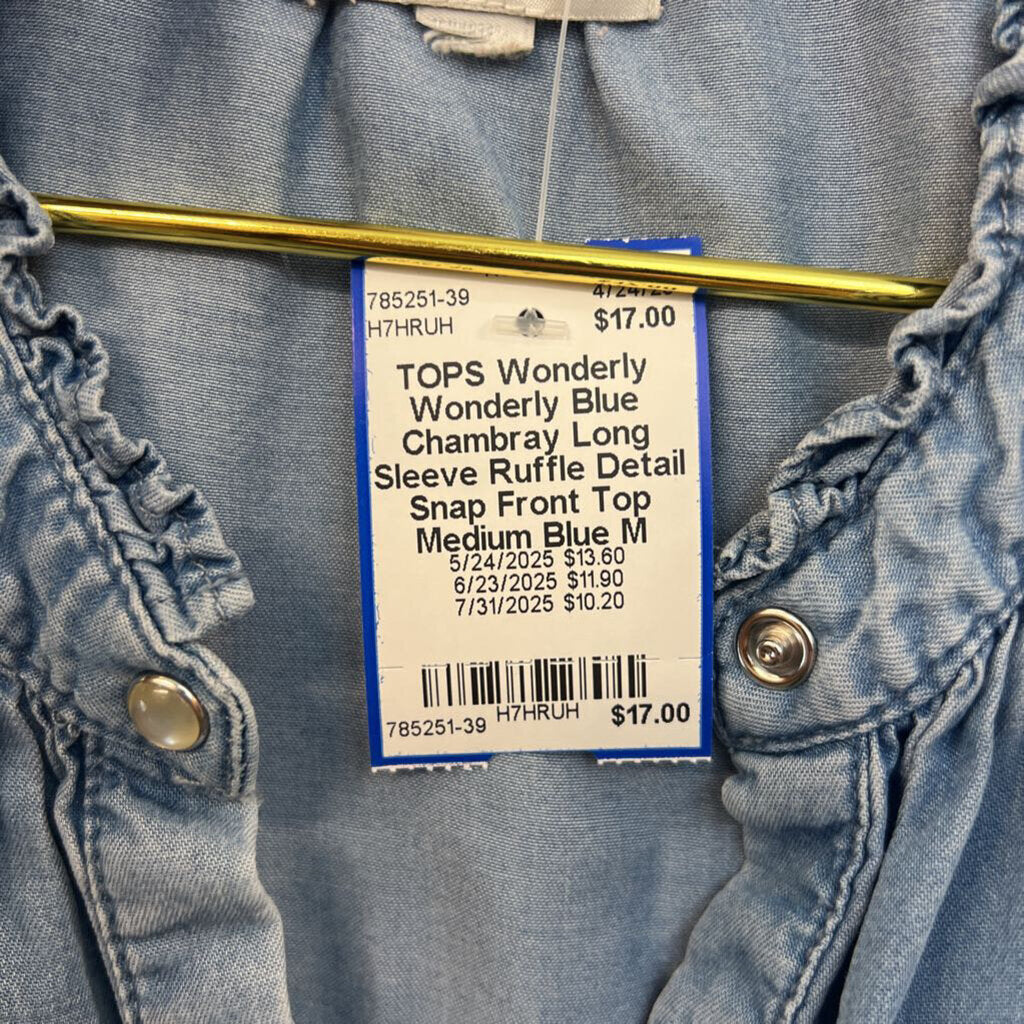 785251-39
H7HRUH
$17.00
TOPS Wonderly
Wonderly Blue
Chambray Long
Sleeve Ruffle Detail
Snap Front Top
Medium Blue M
5/24/2025 $13.60
6/23/2025 $11.90
7/31/2025 $10.20
785251-39 H7HRUH $17.00